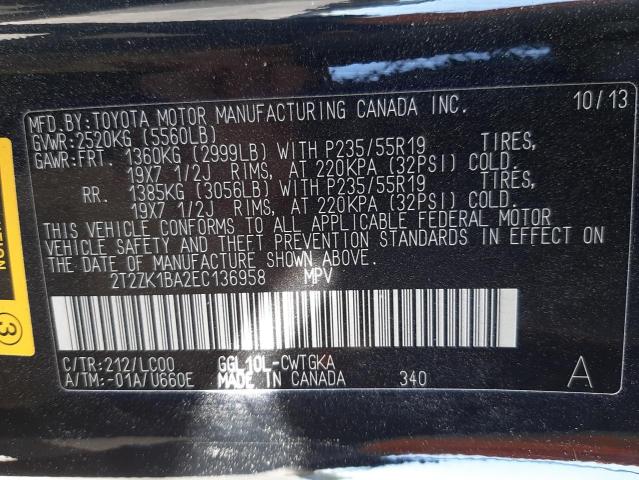 MFD.BY:TOYOTA MOTOR MANUFACTURING CANADA INC. 10/13
GVWR:2520KG (5560LB)
GAWR:FRT. 1360KG (2999LB) WITH P235/55R19 TIRES,
19X7 1/2J RIMS, AT 220KPA (32PSI) COLD.
RR. 1385KG (3056LB) WITH P235/55R19 TIRES,
19X7 1/2J RIMS, AT 220KPA (32PSI) COLD.
THIS VEHICLE CONFORMS TO ALL APPLICABLE FEDERAL MOTOR
VEHICLE SAFETY AND THEFT PREVENTION STANDARDS IN EFFECT ON
THE DATE OF MANUFACTURE SHOWN ABOVE.
2T2ZK1BA2EC136958 MPV
C/TR:212/LC00 GGL10L-CWTGKA
A/TM:-01A/U660E MADE IN CANADA 340 A
3